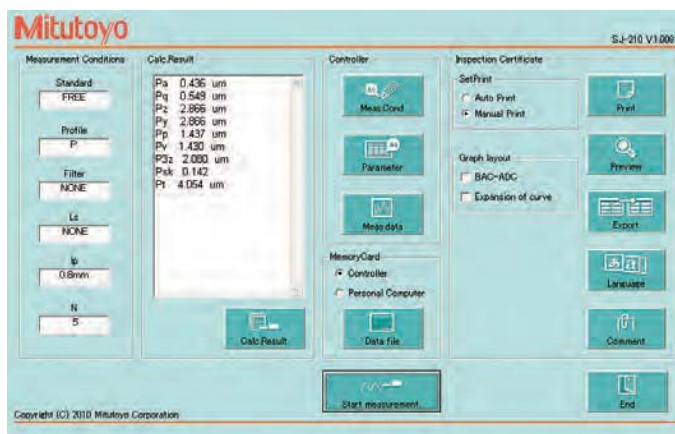 Mitutoyo
SJ-210 V1.009
Measurement Conditions
Standard
FREE
Profile
P
Filter
NONE
Ls
NONE
lp
0.8mm
N
5
Calc.Result
Pa 0.436 um
Pq 0.549 um
Pz 2.866 um
Py 2.866 um
Pp 1.437 um
Pv 1.430 um
P3z 2.080 um
Psk 0.142
Pt 4.054 um
Calc.Result
Controller
Meas.Cond
Parameter
Meas.data
MemoryCard
Controller
Personal Computer
Data file
Start measurement.
Inspection Certificate
SetPrint
Auto Print
Manual Print
Graph layout
BAC-ADC
Expansion of curve
Print
Preview
Export
Language
Comment
End
Copyright (C) 2010 Mitutoyo Corporation